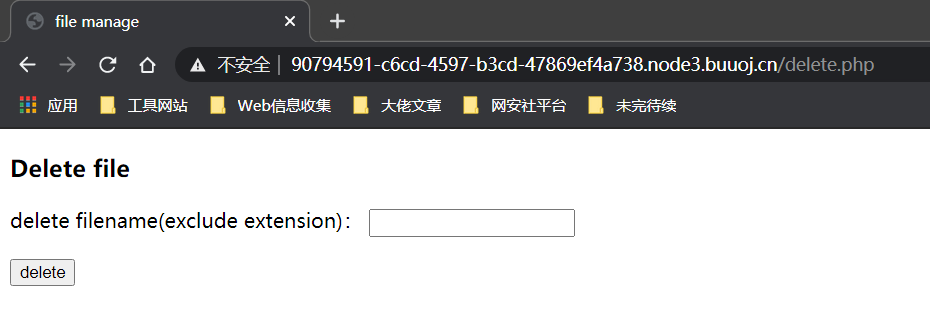 file manage
不安全 | 90794591-c6cd-4597-b3cd-47869ef4a738.node3.buuoj.cn/delete.php
应用 工具网站 Web信息收集 大佬文章 网安社平台 未完待续
Delete file
delete filename(exclude extension):
delete